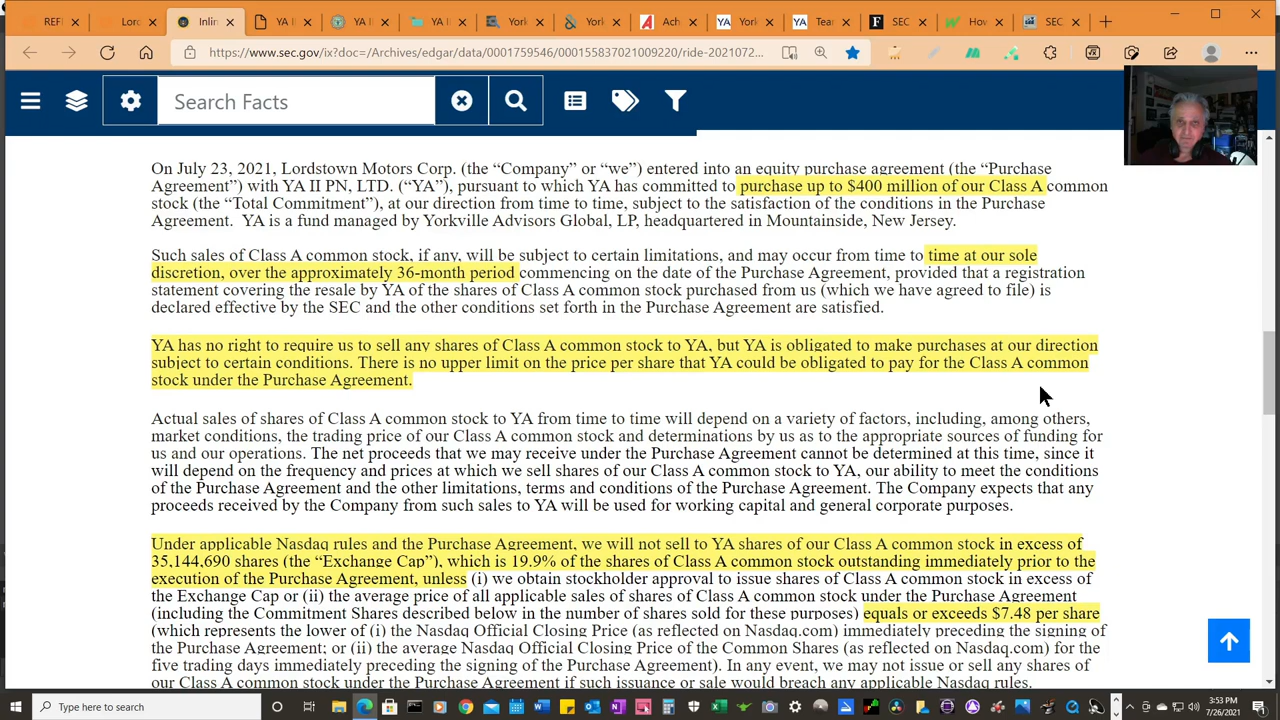 REFI
Lord
Inlin
YA II
YA II
YA II
York
York
Ach
York
Tear
SEC
How
SEC
https://www.sec.gov/ix?doc=/Archives/edgar/data/0001759546/000155837021009220/ride-2021072...
Search Facts
On July 23, 2021, Lordstown Motors Corp. (the “Company” or “we”) entered into an equity purchase agreement (the “Purchase
Agreement”) with YA II PN, LTD. (“YA”), pursuant to which YA has committed to purchase up to $400 million of our Class A common
stock (the “Total Commitment”), at our direction from time to time, subject to the satisfaction of the conditions in the Purchase
Agreement. YA is a fund managed by Yorkville Advisors Global, LP, headquartered in Mountainside, New Jersey.
Such sales of Class A common stock, if any, will be subject to certain limitations, and may occur from time to time at our sole
discretion, over the approximately 36-month period commencing on the date of the Purchase Agreement, provided that a registration
statement covering the resale by YA of the shares of Class A common stock purchased from us (which we have agreed to file) is
declared effective by the SEC and the other conditions set forth in the Purchase Agreement are satisfied.
YA has no right to require us to sell any shares of Class A common stock to YA, but YA is obligated to make purchases at our direction
subject to certain conditions. There is no upper limit on the price per share that YA could be obligated to pay for the Class A common
stock under the Purchase Agreement.
Actual sales of shares of Class A common stock to YA from time to time will depend on a variety of factors, including, among others,
market conditions, the trading price of our Class A common stock and determinations by us as to the appropriate sources of funding for
us and our operations. The net proceeds that we may receive under the Purchase Agreement cannot be determined at this time, since it
will depend on the frequency and prices at which we sell shares of our Class A common stock to YA, our ability to meet the conditions
of the Purchase Agreement and the other limitations, terms and conditions of the Purchase Agreement. The Company expects that any
proceeds received by the Company from such sales to YA will be used for working capital and general corporate purposes.
Under applicable Nasdaq rules and the Purchase Agreement, we will not sell to YA shares of our Class A common stock in excess of
35,144,690 shares (the “Exchange Cap”), which is 19.9% of the shares of Class A common stock outstanding immediately prior to the
execution of the Purchase Agreement, unless (i) we obtain stockholder approval to issue shares of Class A common stock in excess of
the Exchange Cap or (ii) the average price of all applicable sales of shares of Class A common stock under the Purchase Agreement
(including the Commitment Shares described below in the number of shares sold for these purposes) equals or exceeds $7.48 per share
(which represents the lower of (i) the Nasdaq Official Closing Price (as reflected on Nasdaq.com) immediately preceding the signing of
the Purchase Agreement; or (ii) the average Nasdaq Official Closing Price of the Common Shares (as reflected on Nasdaq.com) for the
five trading days immediately preceding the signing of the Purchase Agreement). In any event, we may not issue or sell any shares of
our Class A common stock under the Purchase Agreement if such issuance or sale would breach any applicable Nasdaq rules.
Type here to search
3:53 PM
7/26/2021